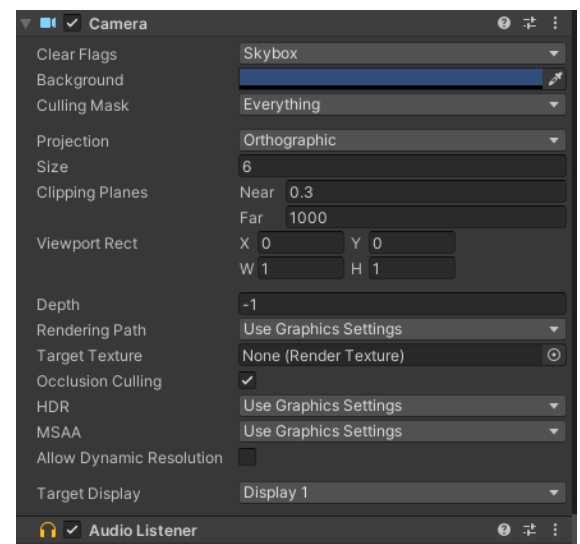 Camera
Clear Flags Skybox
Background
Culling Mask Everything
Projection Orthographic
Size 6
Clipping Planes Near 0.3
Far 1000
Viewport Rect X 0 Y 0
W 1 H 1
Depth -1
Rendering Path Use Graphics Settings
Target Texture None (Render Texture)
Occlusion Culling
HDR Use Graphics Settings
MSAA Use Graphics Settings
Allow Dynamic Resolution
Target Display Display 1
Audio Listener